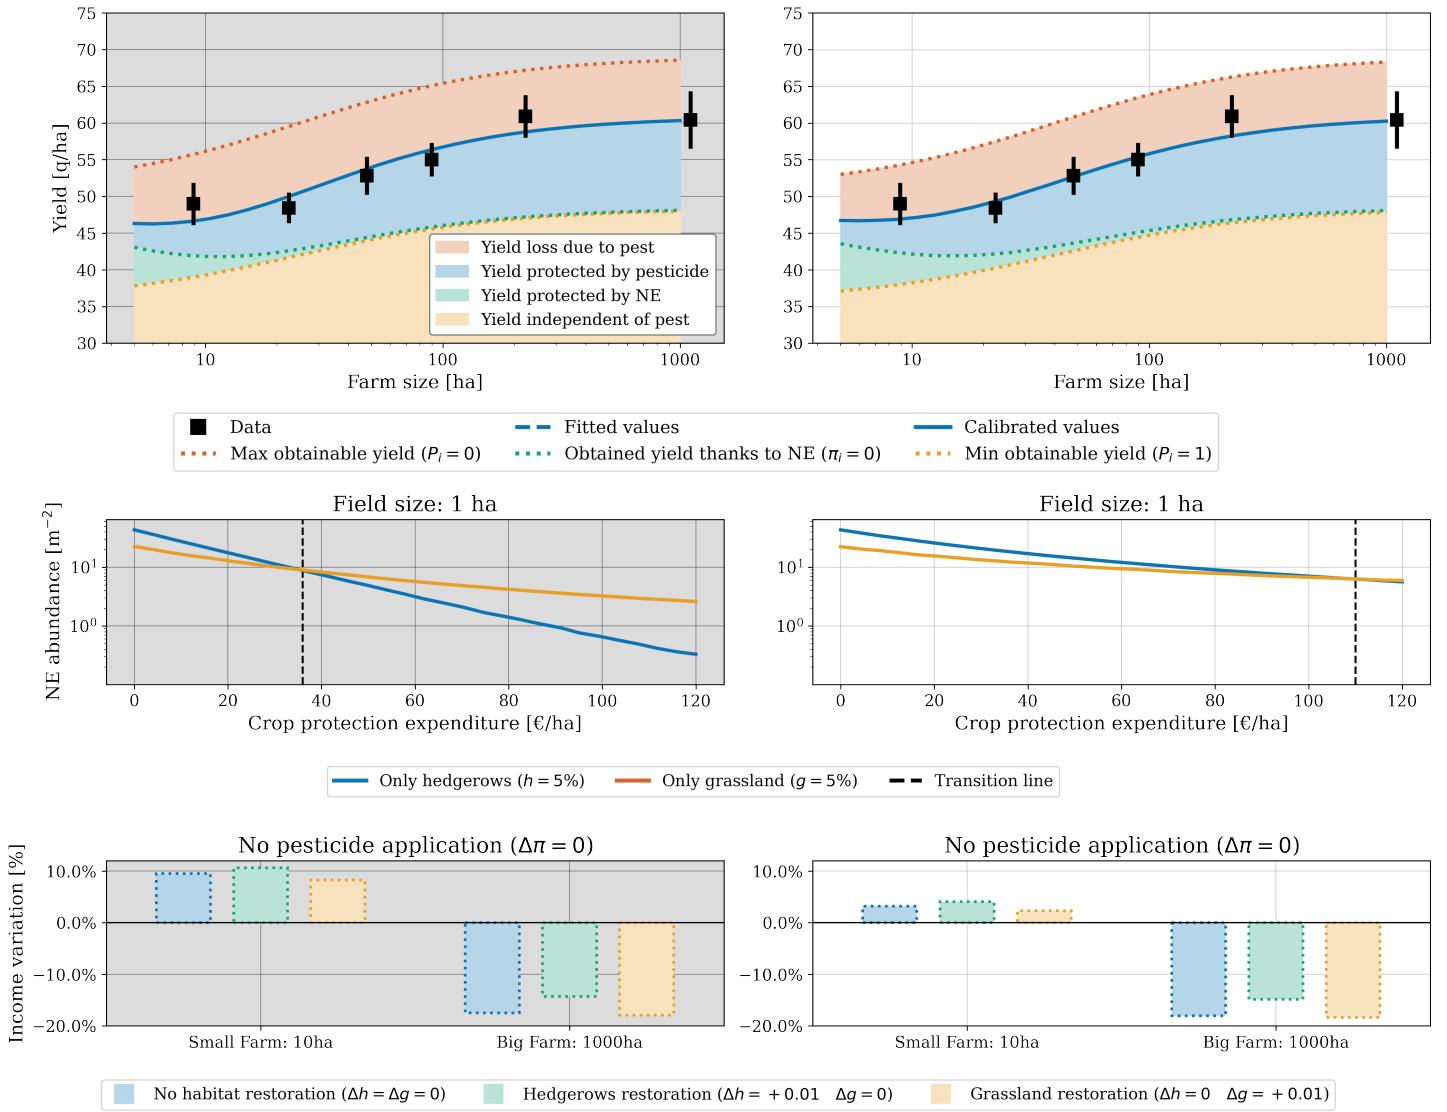 75
70
65
60
55
50
45
40
35
30
Yield [q/ha]
Yield loss due to pest
Yield protected by pesticide
Yield protected by NE
Yield independent of pest
10
100
1000
Farm size [ha]
75
70
65
60
55
50
45
40
35
30
10
100
1000
Farm size [ha]
Data
Fitted values
Calibrated values
Max obtainable yield (P_i = 0)
Obtained yield thanks to NE (π_i = 0)
Min obtainable yield (P_i = 1)
Field size: 1 ha
NE abundance [m⁻²]
10¹
10⁰
0 20 40 60 80 100 120
Crop protection expenditure [€/ha]
Field size: 1 ha
10¹
10⁰
0 20 40 60 80 100 120
Crop protection expenditure [€/ha]
Only hedgerows (h = 5%)
Only grassland (g = 5%)
Transition line
No pesticide application (Δπ = 0)
Income variation [%]
10.0%
0.0%
−10.0%
−20.0%
Small Farm: 10ha
Big Farm: 1000ha
No pesticide application (Δπ = 0)
10.0%
0.0%
−10.0%
−20.0%
Small Farm: 10ha
Big Farm: 1000ha
No habitat restoration (Δh = Δg = 0)
Hedgerows restoration (Δh = +0.01 Δg = 0)
Grassland restoration (Δh = 0 Δg = +0.01)